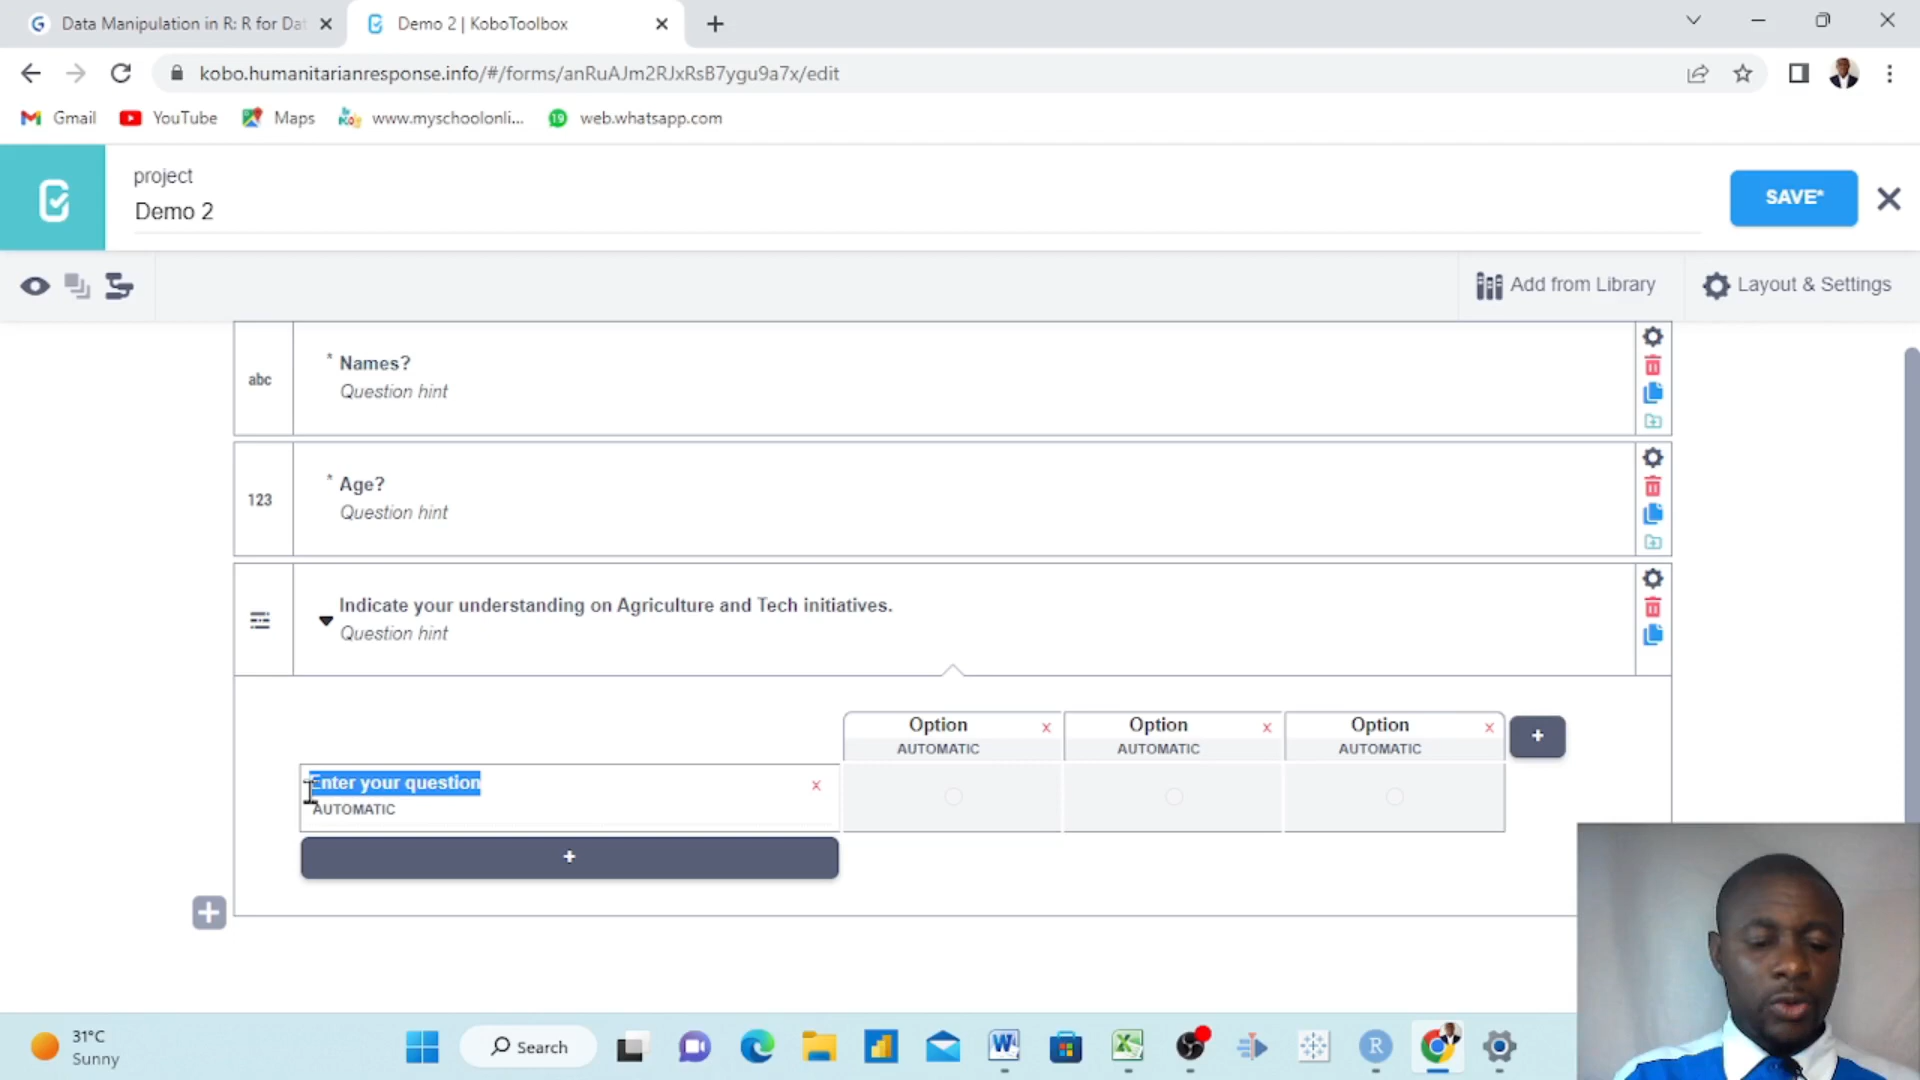 Data Manipulation in R: R for Dat
Demo 2 | KoboToolbox
kobo.humanitarianresponse.info/#/forms/anRuAJm2RJxRsB7ygu9a7x/edit
Gmail
YouTube
Maps
www.myschoolonli...
19
web.whatsapp.com
project
Demo 2
SAVE*
Add from Library
Layout & Settings
abc
* Names?
Question hint
123
* Age?
Question hint
Indicate your understanding on Agriculture and Tech initiatives.
Question hint
Option x Option x Option x +
AUTOMATIC AUTOMATIC AUTOMATIC
Enter your question x
AUTOMATIC
+
31°C
Sunny
Search